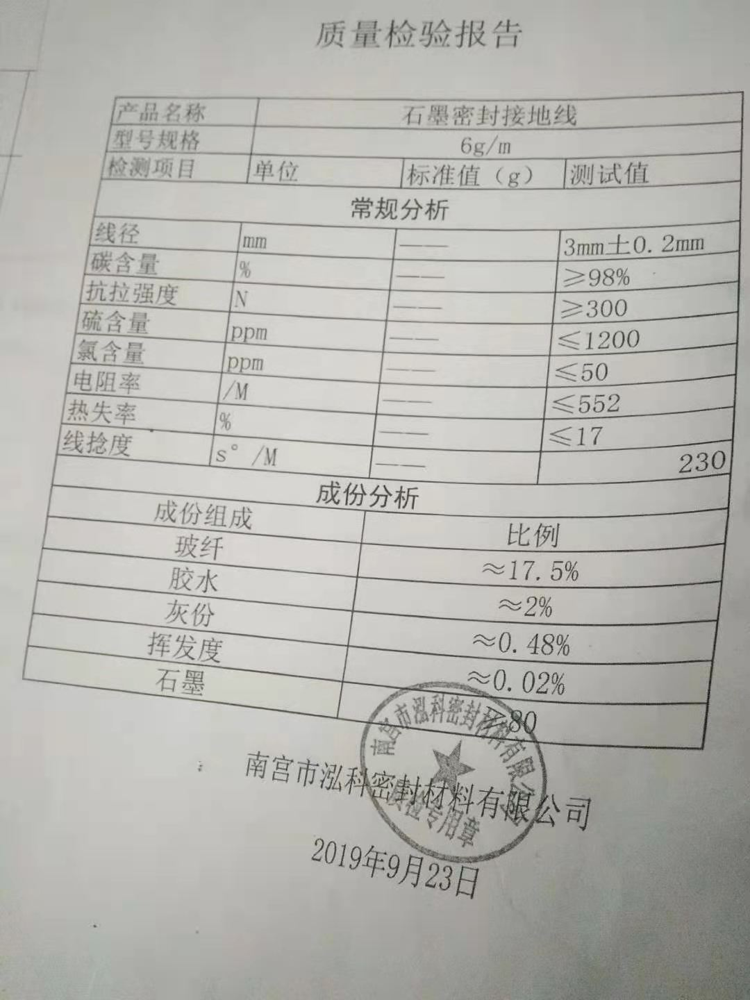 质量检验报告
产品名称 石墨密封接地线
型号规格 6g/m
检测项目 单位 标准值（g） 测试值
常规分析
线径 mm —— 3mm土0.2mm
碳含量 % —— ≥98%
抗拉强度 N —— ≥300
硫含量 ppm —— ≤1200
氯含量 ppm —— ≤50
电阻率 /M —— ≤552
热失率 % —— ≤17
线捻度 s° /M —— 230
成份分析
成份组成 比例
玻纤 ≈17.5%
胶水 ≈2%
灰份 ≈0.48%
挥发度 ≈0.02%
石墨 80
南宫市泓科密封材料有限公
质检专用章
南宫市泓科密封材料有限公司
2019年9月23日